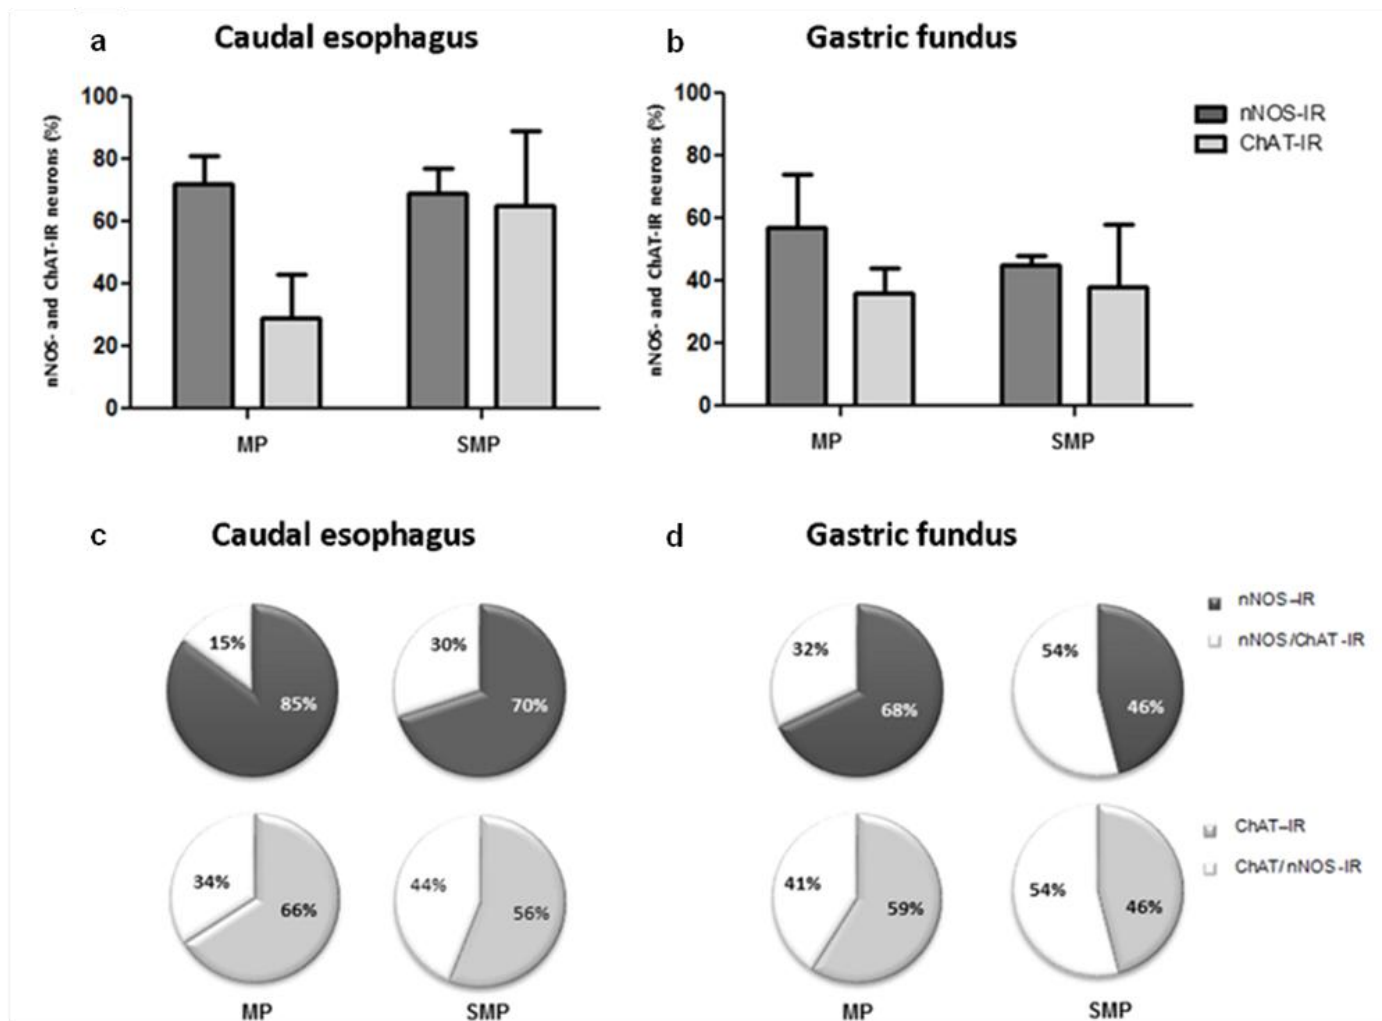 a
Caudal esophagus
b
Gastric fundus
nNOS- and ChAT-IR neurons (%)
100
80
60
40
20
0
MP
SMP
nNOS- and ChAT-IR neurons (%)
100
80
60
40
20
0
MP
SMP
nNOS-IR
ChAT-IR
c
Caudal esophagus
d
Gastric fundus
15%
85%
30%
70%
32%
68%
54%
46%
nNOS–IR
nNOS/ChAT-IR
34%
66%
44%
56%
41%
59%
54%
46%
ChAT–IR
ChAT/nNOS-IR
MP
SMP
MP
SMP